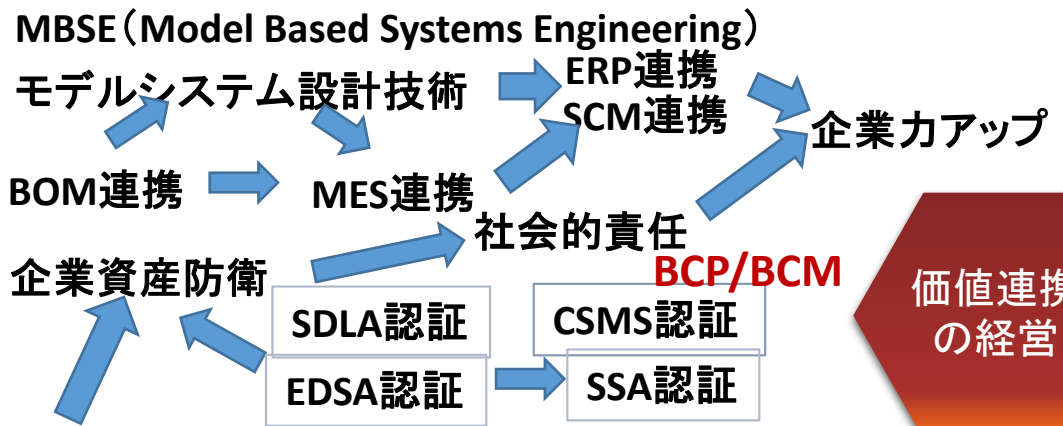 MBSE（Model Based Systems Engineering）
モデルシステム設計技術
ERP連携
SCM連携
企業力アップ
BOM連携
MES連携
社会的責任
企業資産防衛
BCP/BCM
価値連携
の経営
SDLA認証
CSMS認証
EDSA認証
SSA認証